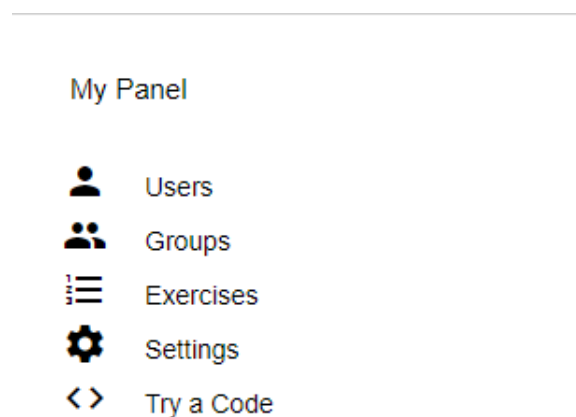 My Panel
Users
Groups
Exercises
Settings
Try a Code